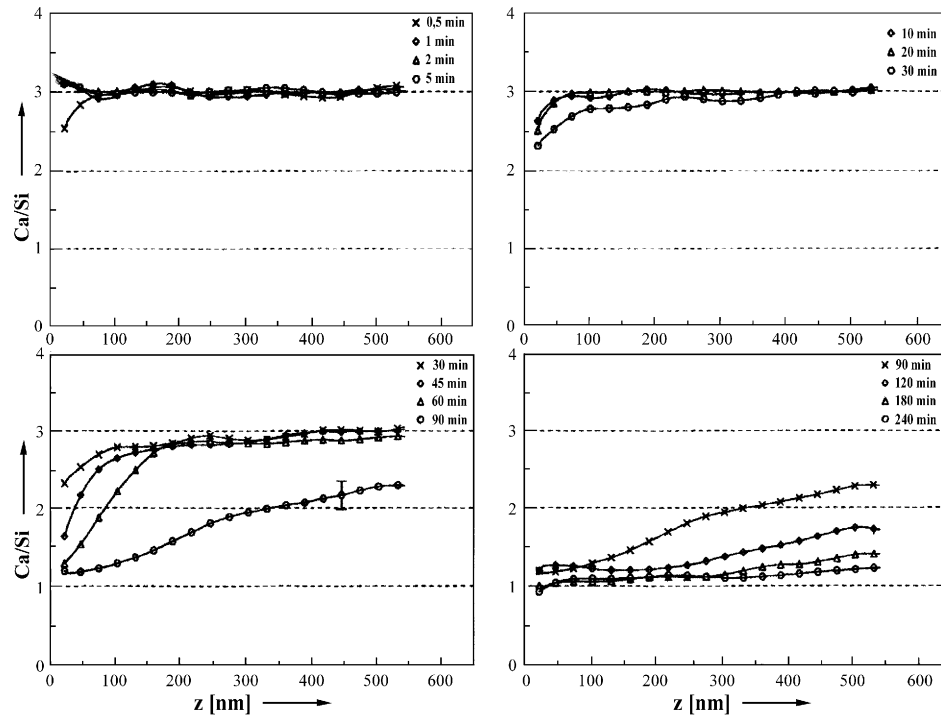 4
3
2
1
0
Ca/Si
× 0,5 min
◇ 1 min
△ 2 min
○ 5 min
0 100 200 300 400 500 600
4
3
2
1
0
◇ 10 min
△ 20 min
○ 30 min
0 100 200 300 400 500 600
4
3
2
1
0
Ca/Si
× 30 min
◇ 45 min
△ 60 min
○ 90 min
0 100 200 300 400 500 600
z [nm]
4
3
2
1
0
× 90 min
◇ 120 min
△ 180 min
○ 240 min
0 100 200 300 400 500 600
z [nm]